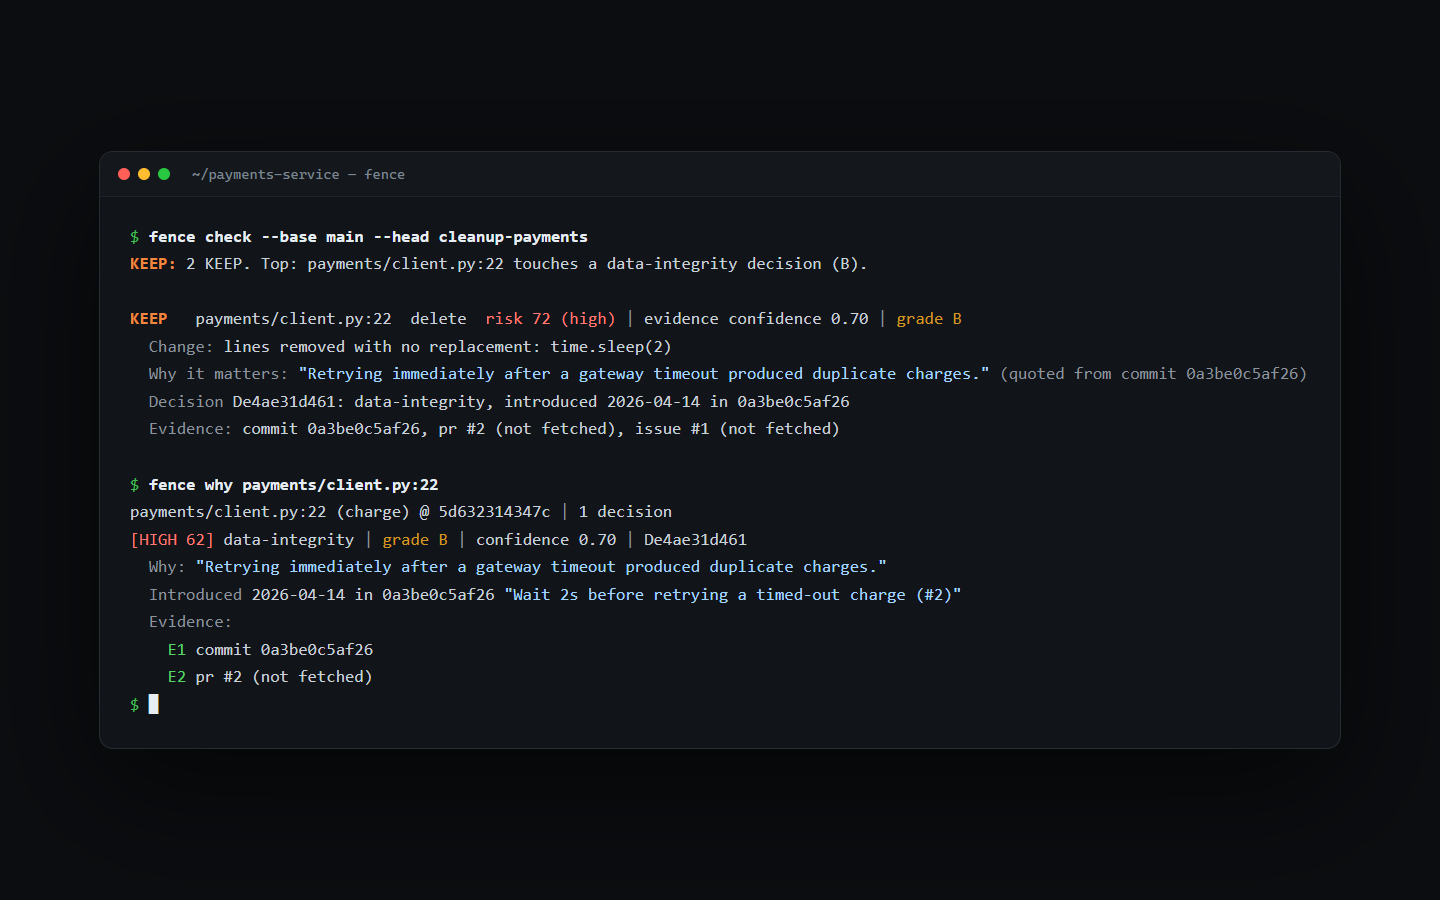 ~/payments-service — fence
$ fence check --base main --head cleanup-payments
KEEP: 2 KEEP. Top: payments/client.py:22 touches a data-integrity decision (B).
KEEP payments/client.py:22 delete risk 72 (high) | evidence confidence 0.70 | grade B
Change: lines removed with no replacement: time.sleep(2)
Why it matters: "Retrying immediately after a gateway timeout produced duplicate charges." (quoted from commit 0a3be0c5af26)
Decision De4ae31d461: data-integrity, introduced 2026-04-14 in 0a3be0c5af26
Evidence: commit 0a3be0c5af26, pr #2 (not fetched), issue #1 (not fetched)
$ fence why payments/client.py:22
payments/client.py:22 (charge) @ 5d632314347c | 1 decision
[HIGH 62] data-integrity | grade B | confidence 0.70 | De4ae31d461
Why: "Retrying immediately after a gateway timeout produced duplicate charges."
Introduced 2026-04-14 in 0a3be0c5af26 "Wait 2s before retrying a timed-out charge (#2)"
Evidence:
E1 commit 0a3be0c5af26
E2 pr #2 (not fetched)
$